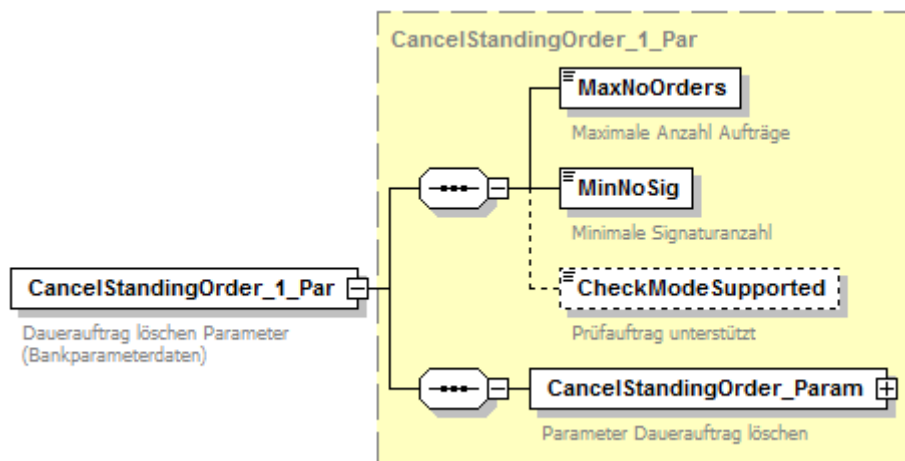 CancelStandingOrder_1_Par
MaxNoOrders
Maximale Anzahl Aufträge
MinNoSig
Minimale Signaturanzahl
CheckModeSupported
Prüfauftrag unterstützt
CancelStandingOrder_1_Par
Dauerauftrag löschen Parameter
(Bankparameterdaten)
CancelStandingOrder_Param
Parameter Dauerauftrag löschen